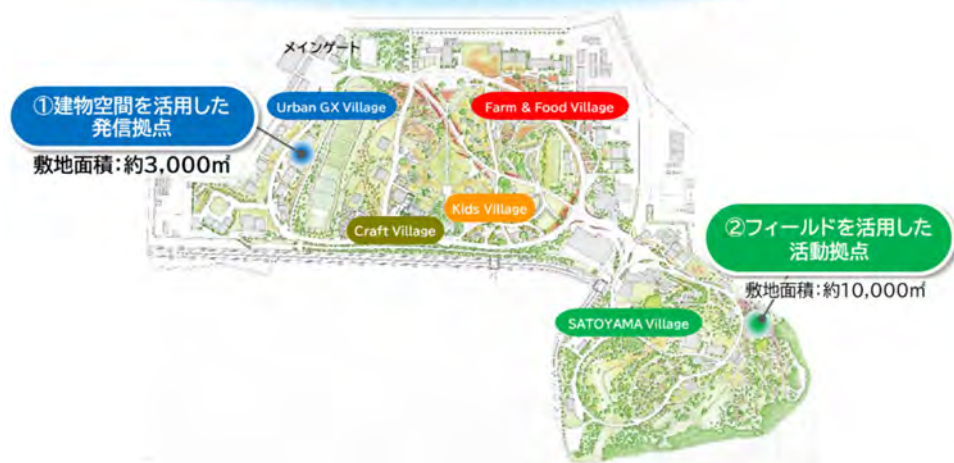 メインゲート
①建物空間を活用した
発信拠点
敷地面積:約3,000㎡
Urban GX Village
Farm & Food Village
Kids Village
Craft Village
②フィールドを活用した
活動拠点
敷地面積:約10,000㎡
SATOYAMA Village